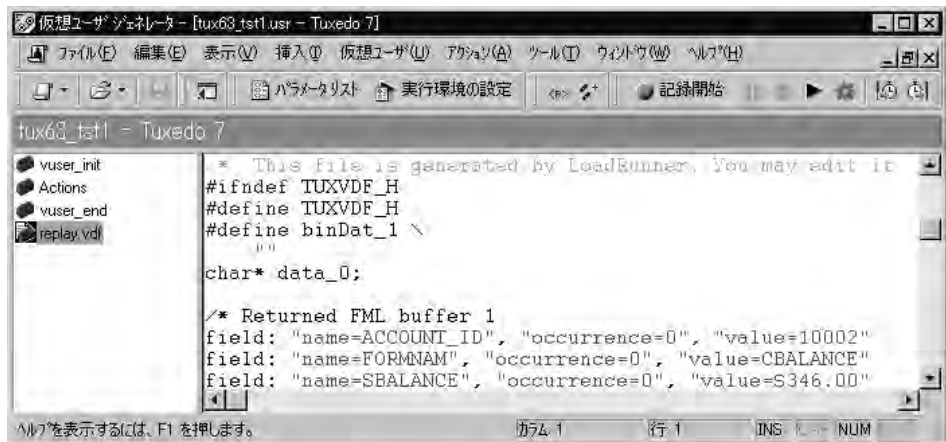 仮想ユーザジェネレータ - [tux63_tst1.usr - Tuxedo 7]
ファイル(F) 編集(E) 表示(V) 挿入(I) 仮想ユーザ(U) アクション(A) ツール(T) ウィンドウ(W) ヘルプ(H)
パラメータリスト 実行環境の設定 記録開始
tux63_tst1 - Tuxedo 7
vuser_init
Actions
vuser_end
replay.vdf
* This file is generated by LoadRunner. You may edit it
#ifndef TUXVDF_H
#define TUXVDF_H
#define binDat_1 \
""
char* data_0;
/* Returned FML buffer 1
field: "name=ACCOUNT_ID", "occurrence=0", "value=10002"
field: "name=FORMNAM", "occurrence=0", "value=CBALANCE"
field: "name=SBALANCE", "occurrence=0", "value=$346.00"
ヘルプを表示するには、F1 を押します。 カラム 1 行 1 INS NUM